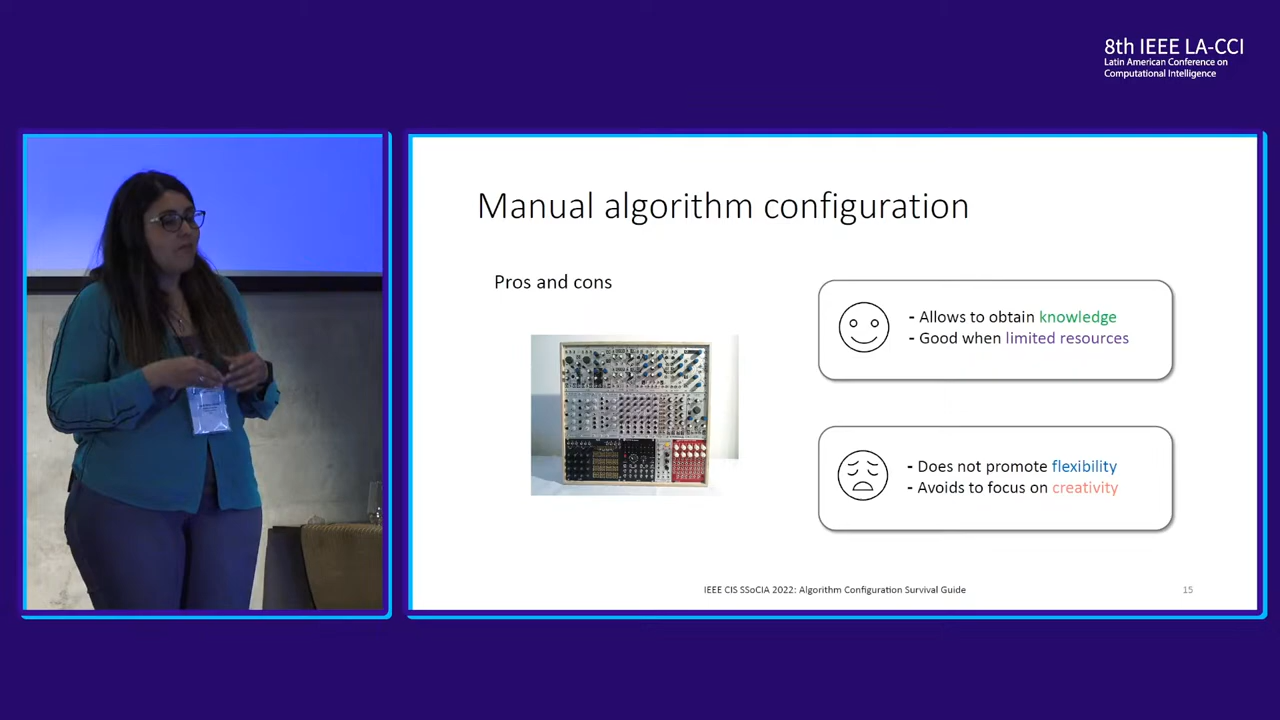 8th IEEE LA-CCI
Latin American Conference on
Computational Intelligence
Manual algorithm configuration
Pros and cons
- Allows to obtain knowledge
- Good when limited resources
- Does not promote flexibility
- Avoids to focus on creativity
IEEE CIS SSoCIA 2022: Algorithm Configuration Survival Guide
15